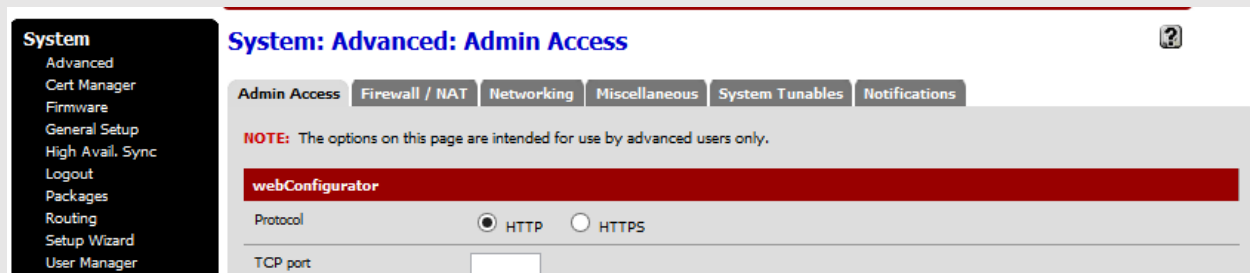 System
Advanced
Cert Manager
Firmware
General Setup
High Avail. Sync
Logout
Packages
Routing
Setup Wizard
User Manager
System: Advanced: Admin Access
?
Admin Access Firewall / NAT Networking Miscellaneous System Tunables Notifications
NOTE: The options on this page are intended for use by advanced users only.
webConfigurator
Protocol HTTP HTTPS
TCP port